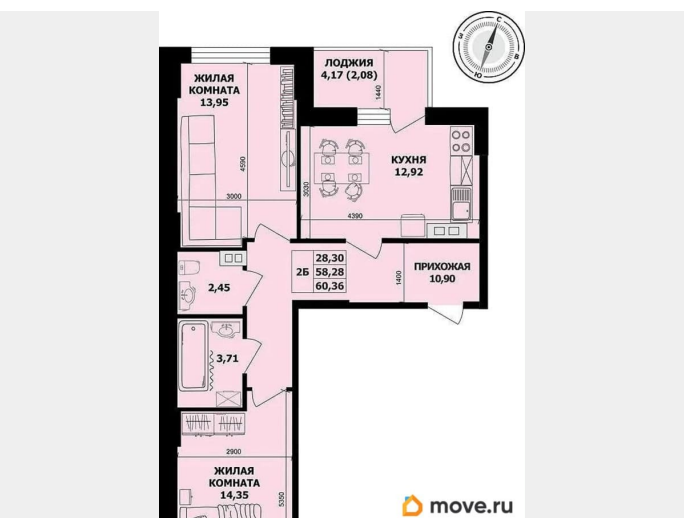 С
В
Ю
З
ЛОДЖИЯ
4,17 (2,08)
1440
ЖИЛАЯ
КОМНАТА
13,95
4590
3000
КУХНЯ
12,92
3030
4390
2Б
28,30
58,28
60,36
1400
ПРИХОЖАЯ
10,90
2,45
3,71
2900
ЖИЛАЯ
КОМНАТА
14,35
5350
move.ru